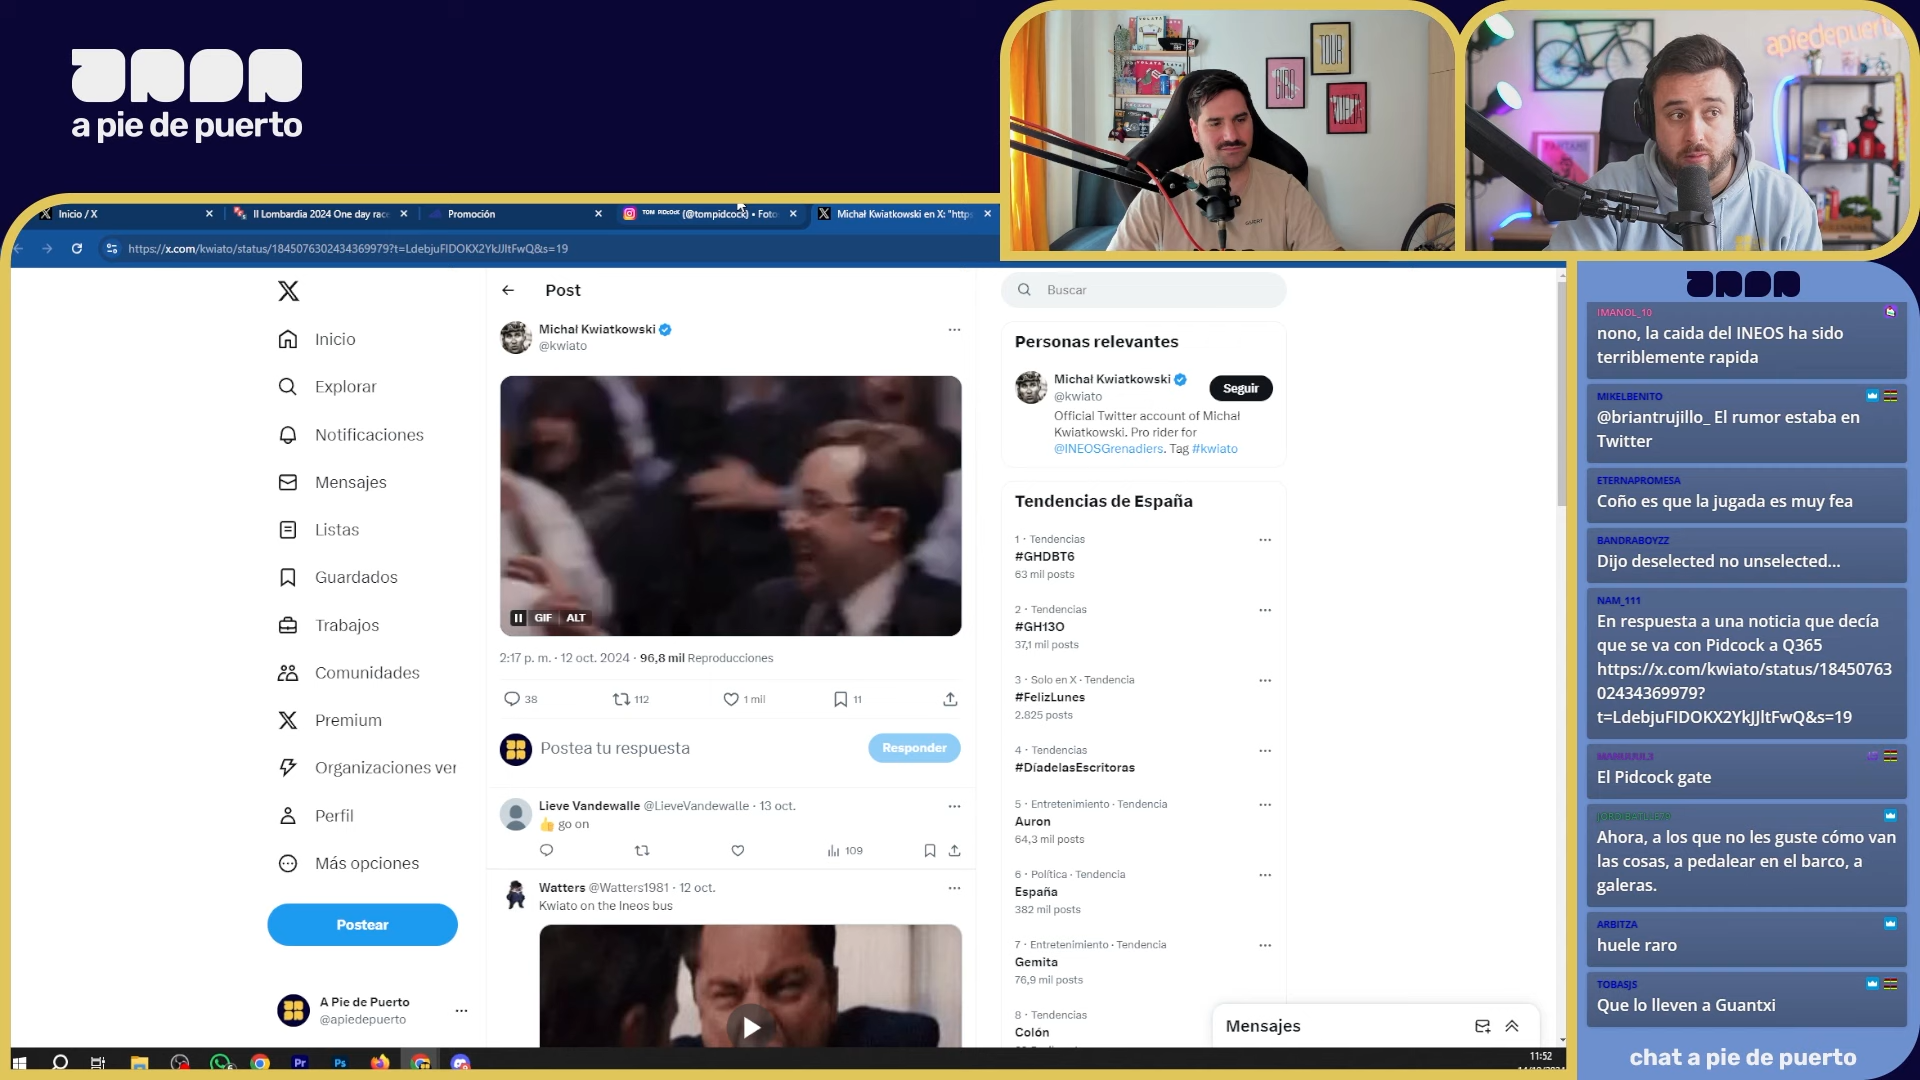 a pie de puerto
TOUR
GIRO
apiedepuerto
Inicio / X
II Lombardia 2024 One day race
Promoción
TOM PIDCOCK (@tompidcock) • Foto
Michał Kwiatkowski en X: "https
https://x.com/kwiato/status/1845076302434369979?t=LdebjuFIDOKX2YkJJltFwQ&s=19
Inicio
Explorar
Notificaciones
Mensajes
Listas
Guardados
Trabajos
Comunidades
Premium
Organizaciones ver
Perfil
Más opciones
Postear
A Pie de Puerto
@apiedepuerto
Post
Michał Kwiatkowski
@kwiato
GIF
ALT
2:17 p. m. · 12 oct. 2024 · 96,8 mil Reproducciones
38
112
1 mil
11
Postea tu respuesta
Responder
Lieve Vandewalle @LieveVandewalle · 13 oct.
👍 go on
109
Watters @Watters1981 · 12 oct.
Kwiato on the Ineos bus
Buscar
Personas relevantes
Michał Kwiatkowski
@kwiato
Seguir
Official Twitter account of Michał
Kwiatkowski. Pro rider for
@INEOSGrenadiers. Tag #kwiato
Tendencias de España
1 · Tendencias
#GHDBT6
63 mil posts
2 · Tendencias
#GH13O
37,1 mil posts
3 · Solo en X · Tendencia
#FelizLunes
2.825 posts
4 · Tendencias
#DíadelasEscritoras
5 · Entretenimiento · Tendencia
Auron
64,3 mil posts
6 · Política · Tendencia
España
382 mil posts
7 · Entretenimiento · Tendencia
Gemita
76,9 mil posts
8 · Tendencias
Colón
Mensajes
11:52
IMANOL_10
nono, la caida del INEOS ha sido
terriblemente rapida
MIKELBENITO
@briantrujillo_ El rumor estaba en
Twitter
ETERNAPROMESA
Coño es que la jugada es muy fea
BANDRABOYZZ
Dijo deselected no unselected...
NAM_111
En respuesta a una noticia que decía
que se va con Pidcock a Q365
https://x.com/kwiato/status/18450763
02434369979?
t=LdebjuFIDOKX2YkJJltFwQ&s=19
El Pidcock gate
Ahora, a los que no les guste cómo van
las cosas, a pedalear en el barco, a
galeras.
ARBITZA
huele raro
TOBASJS
Que lo lleven a Guantxi
chat a pie de puerto